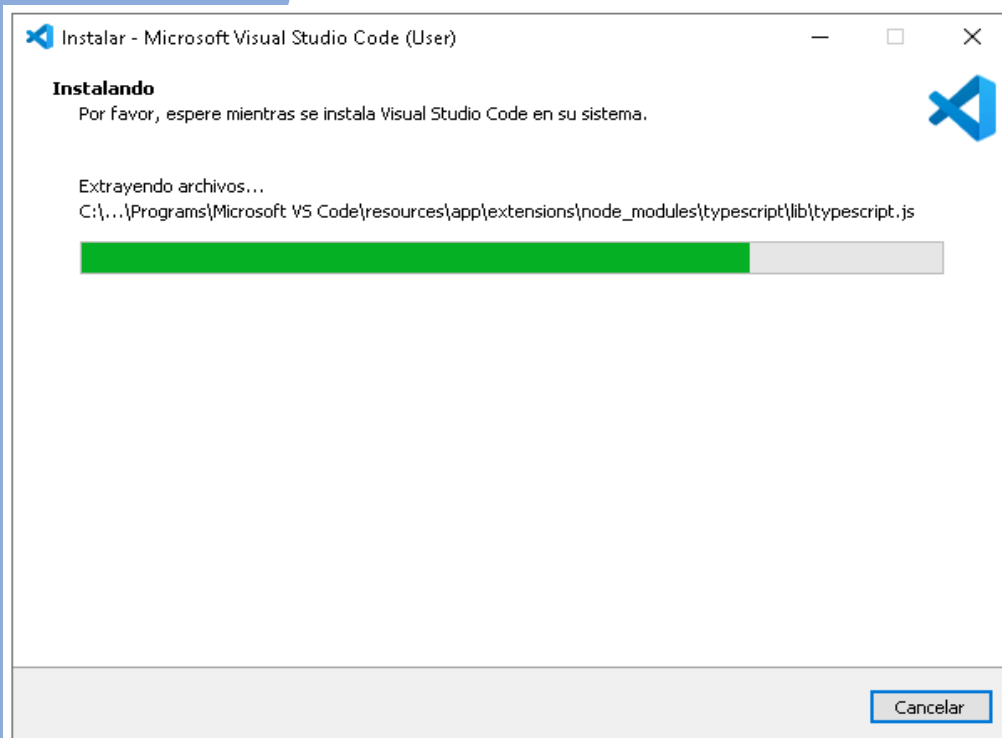 Instalar - Microsoft Visual Studio Code (User)
Instalando
Por favor, espere mientras se instala Visual Studio Code en su sistema.
Extrayendo archivos...
C:\...\Programs\Microsoft VS Code\resources\app\extensions\node_modules\typescript\lib\typescript.js
Cancelar